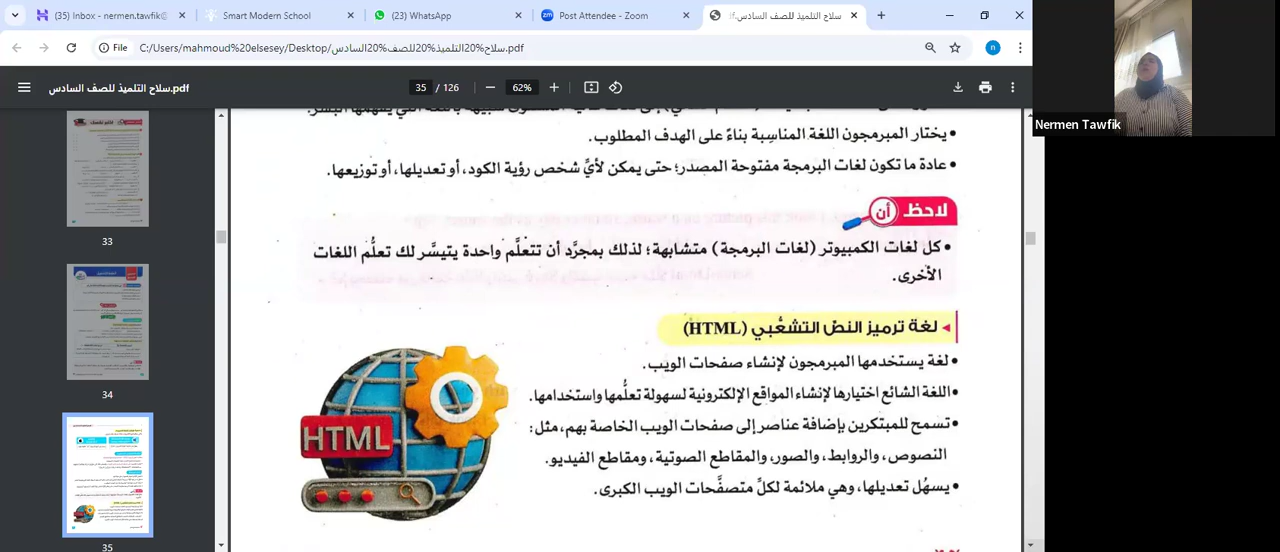 (35) Inbox - nermen.tawfik@
Smart Modern School
(23) WhatsApp
Post Attendee - Zoom
سلاح التلميذ للصف السادس.f:
File
C:/Users/mahmoud%20elsesey/Desktop/سلاح%20التلميذ%20للصف%20السادس.pdf
n
سلاح التلميذ للصف السادس.pdf
35 / 126
62%
Nermen Tawfik
33
34
35
• يختار المبرمجون اللغة المناسبة بناءً على الهدف المطلوب.
• عادة ما تكون لغات البرمجة مفتوحة المصدر؛ حتى يمكن لأيِّ شخص رؤية الكود، أو تعديلها، أو توزيعها.
لاحظ أن
• كل لغات الكمبيوتر (لغات البرمجة) متشابهة؛ لذلك بمجرَّد أن تتعلَّم واحدة يتيسَّر لك تعلُّم اللغات
الأخرى.
◄ لغة ترميز النص التشعُّبي (HTML)
• لغة يستخدمها المبرمجون لإنشاء صفحات الويب.
• اللغة الشائع اختيارها لإنشاء المواقع الإلكترونية لسهولة تعلُّمها واستخدامها.
• تسمح للمبتكرين بإضافة عناصر إلى صفحات الويب الخاصة بهم، مثل:
النصوص، والروابط، والصور، والمقاطع الصوتية، ومقاطع الفيديو.
• يسهُل تعديلها، وهي ملائمة لكلِّ صفحات الويب الكبرى.
HTML